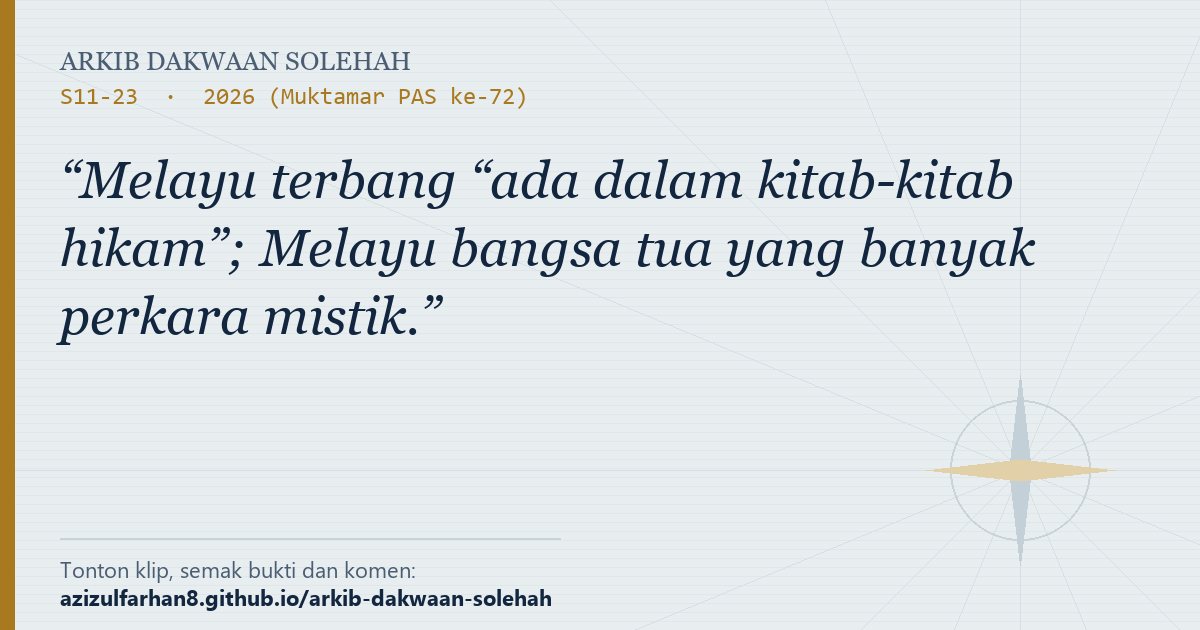 ARKIB DAKWAAN SOLEHAH
S11-23 · 2026 (Muktamar PAS ke-72)
“Melayu terbang “ada dalam kitab-kitab
hikam”; Melayu bangsa tua yang banyak
perkara mistik.”
Tonton klip, semak bukti dan komen:
azizulfarhan8.github.io/arkib-dakwaan-solehah